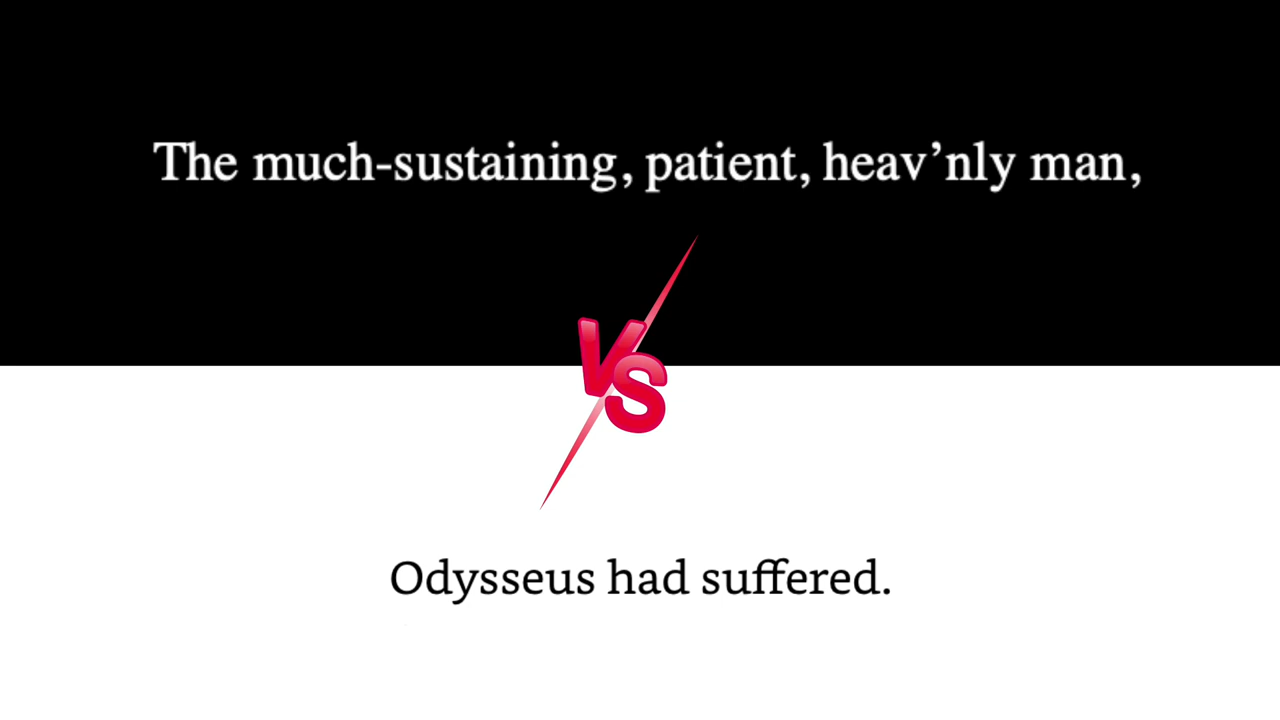 The much-sustaining, patient, heav’nly man,
VS
Odysseus had suffered.